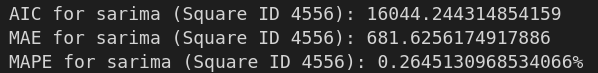 AIC for sarima (Square ID 4556): 16044.244314854159
MAE for sarima (Square ID 4556): 681.6256174917886
MAPE for sarima (Square ID 4556): 0.2645130968534066%